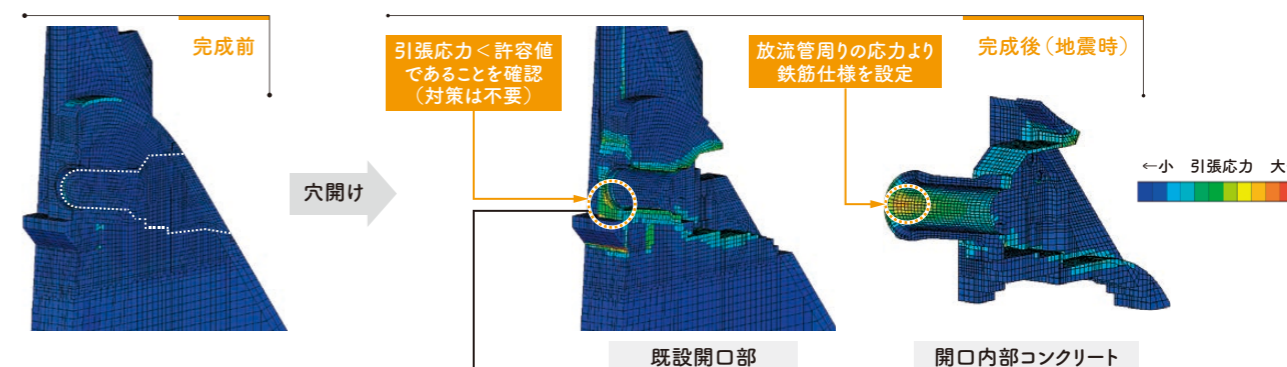 完成前
引張応力＜許容値
であることを確認
（対策は不要）
放流管周りの応力より
鉄筋仕様を設定
完成後（地震時）
穴開け
←小 引張応力 大
既設開口部
開口内部コンクリート